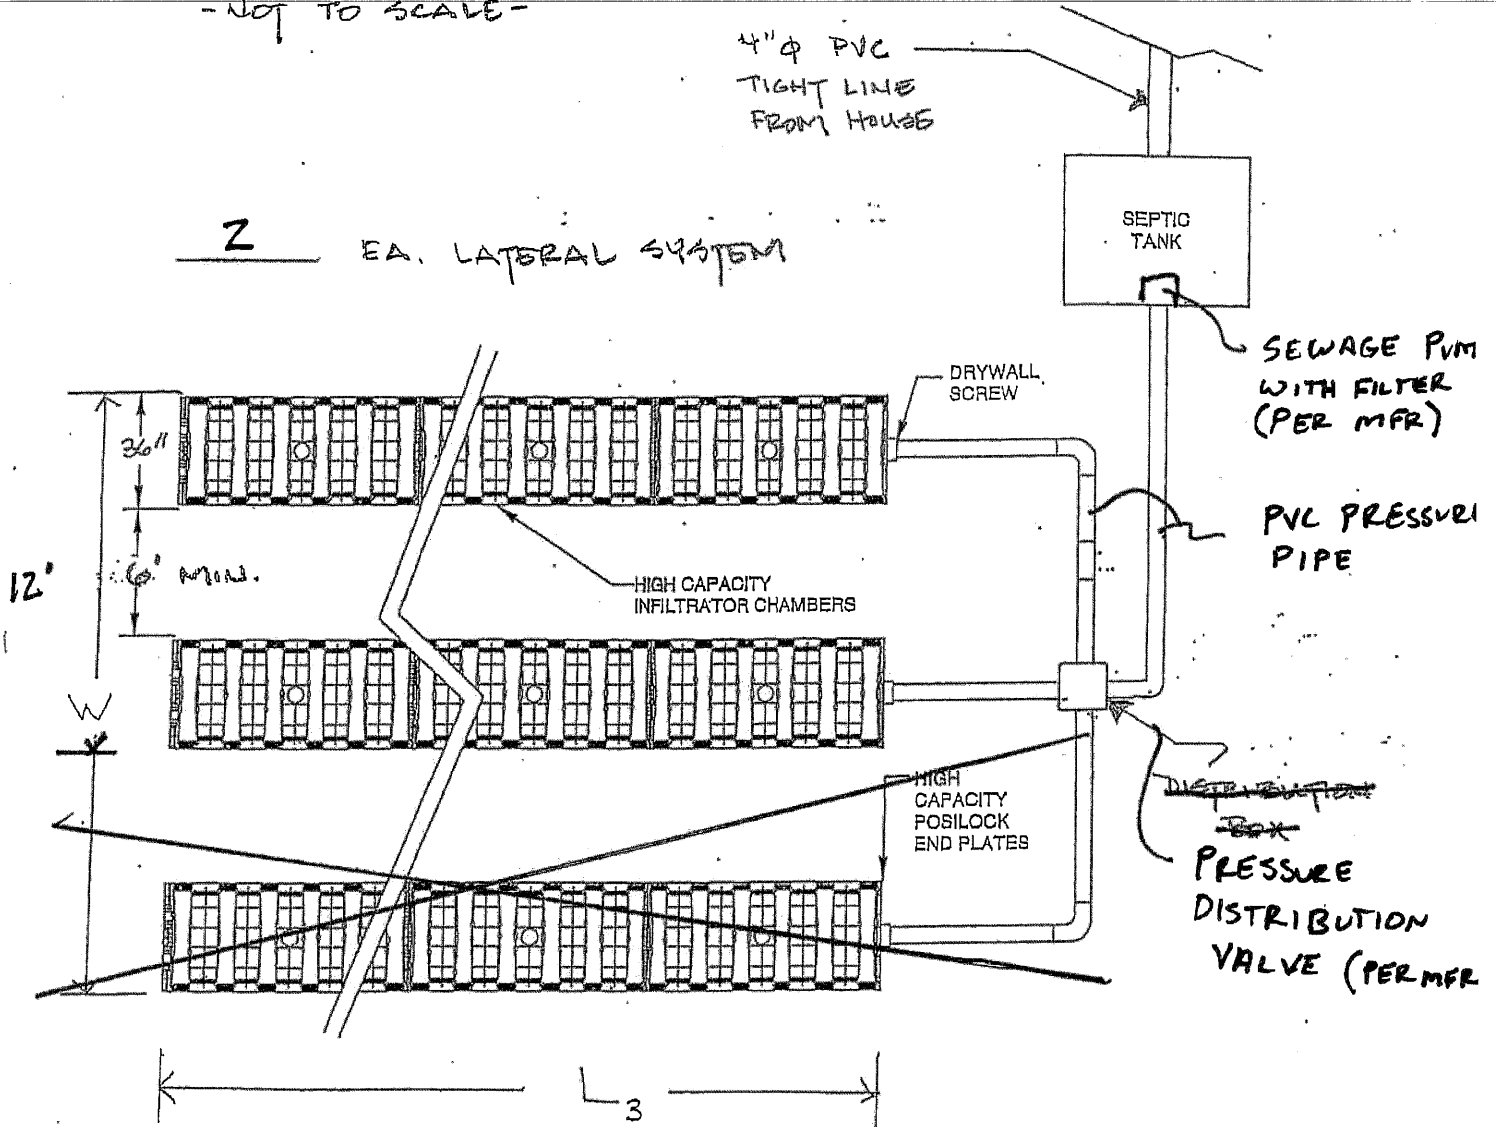 - NOT TO SCALE -
4"φ PVC
TIGHT LINE
FROM HOUSE
SEPTIC
TANK
2 EA. LATERAL SYSTEM
SEWAGE PUM
WITH FILTER
(PER MFR)
DRYWALL
SCREW
36"
PVC PRESSURE
PIPE
12'
6' MIN.
HIGH CAPACITY
INFILTRATOR CHAMBERS
W
DISTRIBUTION
BOX
HIGH
CAPACITY
POSILOCK
END PLATES
PRESSURE
DISTRIBUTION
VALVE (PER MFR
L3